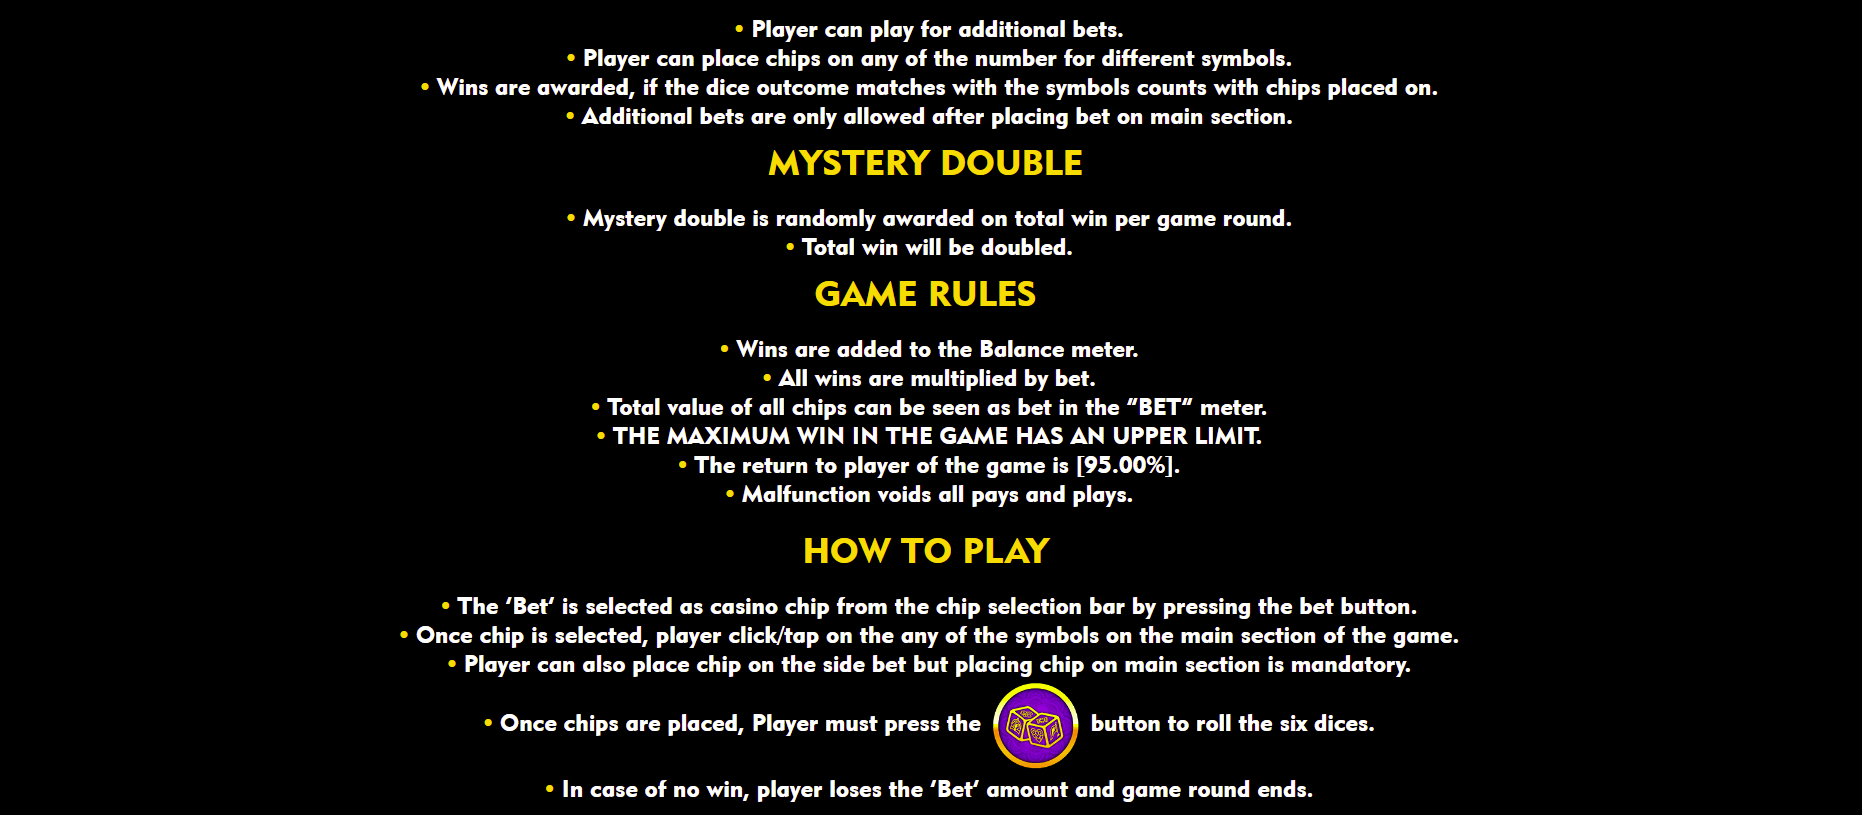 • Player can play for additional bets.
• Player can place chips on any of the number for different symbols.
• Wins are awarded, if the dice outcome matches with the symbols counts with chips placed on.
• Additional bets are only allowed after placing bet on main section.
MYSTERY DOUBLE
• Mystery double is randomly awarded on total win per game round.
• Total win will be doubled.
GAME RULES
• Wins are added to the Balance meter.
• All wins are multiplied by bet.
• Total value of all chips can be seen as bet in the “BET“ meter.
• THE MAXIMUM WIN IN THE GAME HAS AN UPPER LIMIT.
• The return to player of the game is [95.00%].
• Malfunction voids all pays and plays.
HOW TO PLAY
• The ‘Bet’ is selected as casino chip from the chip selection bar by pressing the bet button.
• Once chip is selected, player click/tap on the any of the symbols on the main section of the game.
• Player can also place chip on the side bet but placing chip on main section is mandatory.
• Once chips are placed, Player must press the button to roll the six dices.
• In case of no win, player loses the ‘Bet’ amount and game round ends.